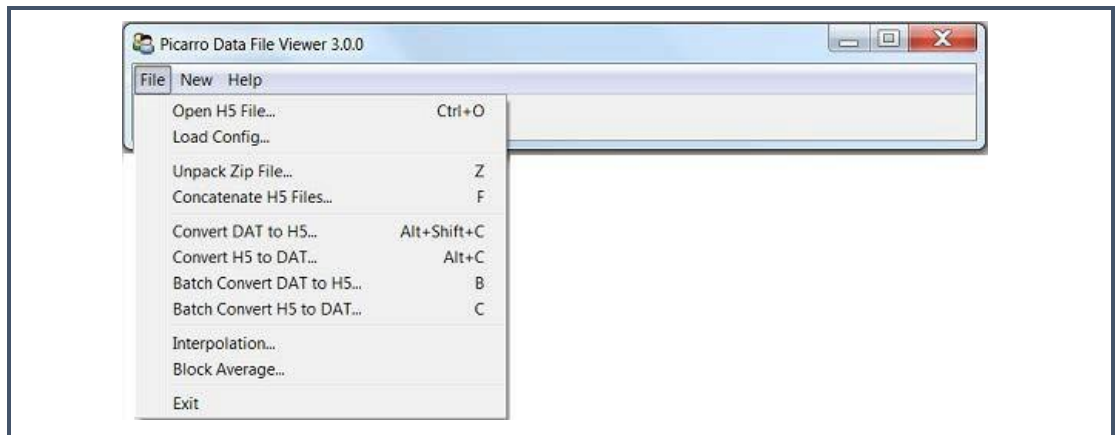 Picarro Data File Viewer 3.0.0
File New Help
Open H5 File... Ctrl+O
Load Config...
Unpack Zip File... Z
Concatenate H5 Files... F
Convert DAT to H5... Alt+Shift+C
Convert H5 to DAT... Alt+C
Batch Convert DAT to H5... B
Batch Convert H5 to DAT... C
Interpolation...
Block Average...
Exit